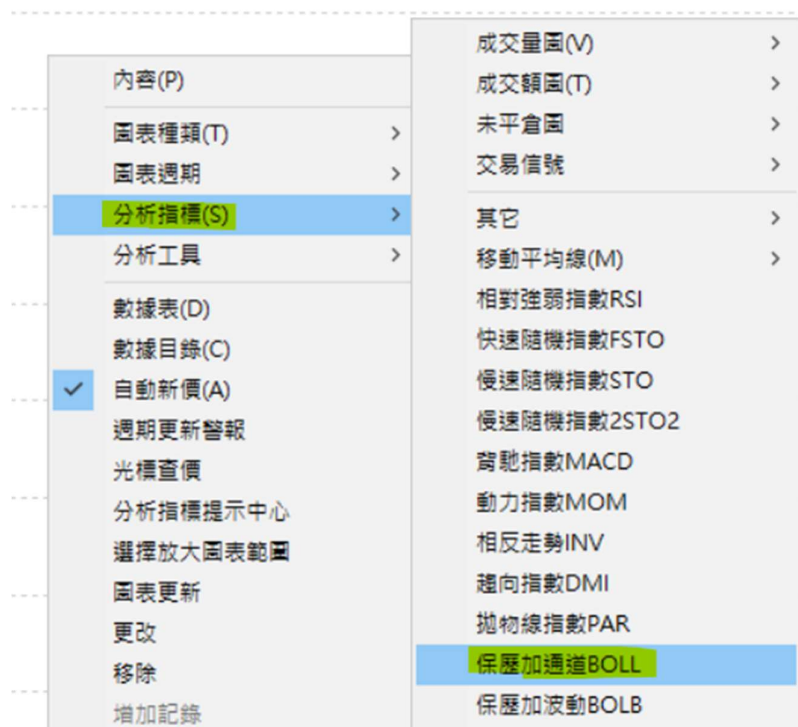 內容(P)
圖表種類(T)
圖表週期
分析指標(S)
分析工具
數據表(D)
數據目錄(C)
自動新價(A)
週期更新警報
光標查價
分析指標提示中心
選擇放大圖表範圍
圖表更新
更改
移除
增加記錄
成交量圖(V)
成交額圖(T)
未平倉圖
交易信號
其它
移動平均線(M)
相對強弱指數RSI
快速隨機指數FSTO
慢速隨機指數STO
慢速隨機指數2STO2
背馳指數MACD
動力指數MOM
相反走勢INV
趨向指數DMI
拋物線指數PAR
保歷加通道BOLL
保歷加波動BOLB